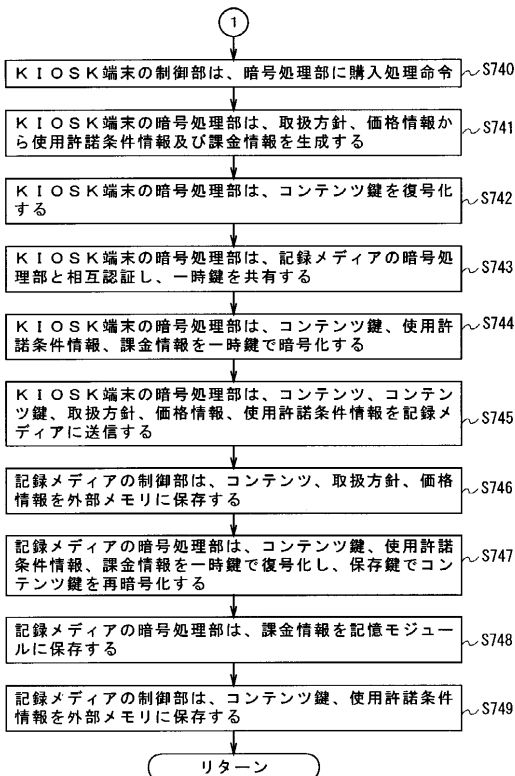 1
KIOSK端末の制御部は、暗号処理部に購入処理命令
S740
KIOSK端末の暗号処理部は、取扱方針、価格情報か
ら使用許諾条件情報及び課金情報を生成する
S741
KIOSK端末の暗号処理部は、コンテンツ鍵を復号化
する
S742
KIOSK端末の暗号処理部は、記録メディアの暗号処
理部と相互認証し、一時鍵を共有する
S743
KIOSK端末の暗号処理部は、コンテンツ鍵、使用許
諾条件情報、課金情報を一時鍵で暗号化する
S744
KIOSK端末の暗号処理部は、コンテンツ、コンテン
ツ鍵、取扱方針、価格情報、使用許諾条件情報を記録メ
ディアに送信する
S745
記録メディアの制御部は、コンテンツ、取扱方針、価格
情報を外部メモリに保存する
S746
記録メディアの暗号処理部は、コンテンツ鍵、使用許諾
条件情報、課金情報を一時鍵で復号化し、保存鍵でコン
テンツ鍵を再暗号化する
S747
記録メディアの暗号処理部は、課金情報を記憶モジュー
ルに保存する
S748
記録メディアの制御部は、コンテンツ鍵、使用許諾条件
情報を外部メモリに保存する
S749
リターン